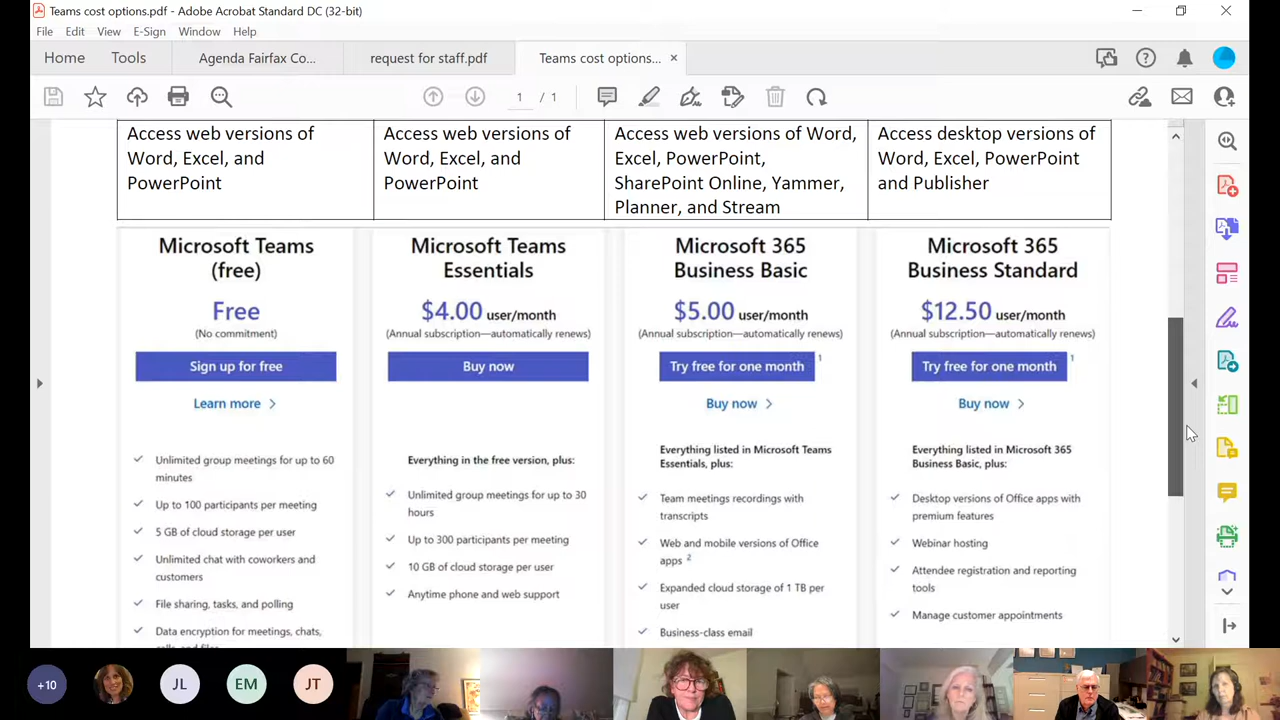 Teams cost options.pdf - Adobe Acrobat Standard DC (32-bit)
File Edit View E-Sign Window Help
Home Tools Agenda Fairfax Co... request for staff.pdf Teams cost options... ×
1 / 1
Access web versions of
Word, Excel, and
PowerPoint
Access web versions of
Word, Excel, and
PowerPoint
Access web versions of Word,
Excel, PowerPoint,
SharePoint Online, Yammer,
Planner, and Stream
Access desktop versions of
Word, Excel, PowerPoint
and Publisher
Microsoft Teams
(free)
Free
(No commitment)
Sign up for free
Learn more >
Unlimited group meetings for up to 60
minutes
Up to 100 participants per meeting
5 GB of cloud storage per user
Unlimited chat with coworkers and
customers
File sharing, tasks, and polling
Data encryption for meetings, chats,
calls, and files
Microsoft Teams
Essentials
$4.00 user/month
(Annual subscription—automatically renews)
Buy now
Everything in the free version, plus:
Unlimited group meetings for up to 30
hours
Up to 300 participants per meeting
10 GB of cloud storage per user
Anytime phone and web support
Microsoft 365
Business Basic
$5.00 user/month
(Annual subscription—automatically renews)
Try free for one month 1
Buy now >
Everything listed in Microsoft Teams
Essentials, plus:
Team meetings recordings with
transcripts
Web and mobile versions of Office
apps 2
Expanded cloud storage of 1 TB per
user
Business-class email
Microsoft 365
Business Standard
$12.50 user/month
(Annual subscription—automatically renews)
Try free for one month 1
Buy now >
Everything listed in Microsoft 365
Business Basic, plus:
Desktop versions of Office apps with
premium features
Webinar hosting
Attendee registration and reporting
tools
Manage customer appointments
+10 JL EM JT